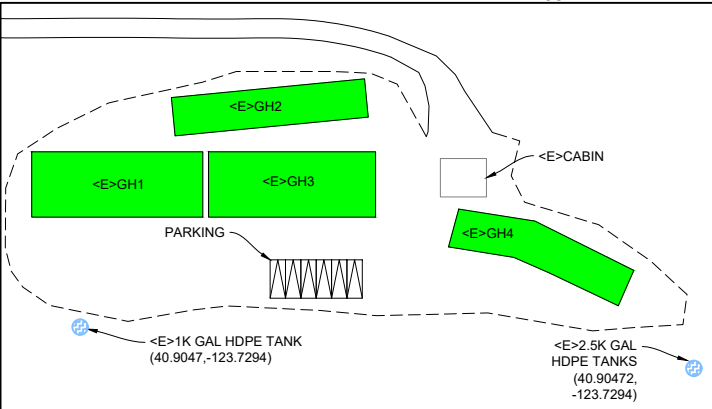 <E>GH2
<E>CABIN
<E>GH1
<E>GH3
PARKING
<E>GH4
<E>1K GAL HDPE TANK
(40.9047,-123.7294)
<E>2.5K GAL
HDPE TANKS
(40.90472,
-123.7294)